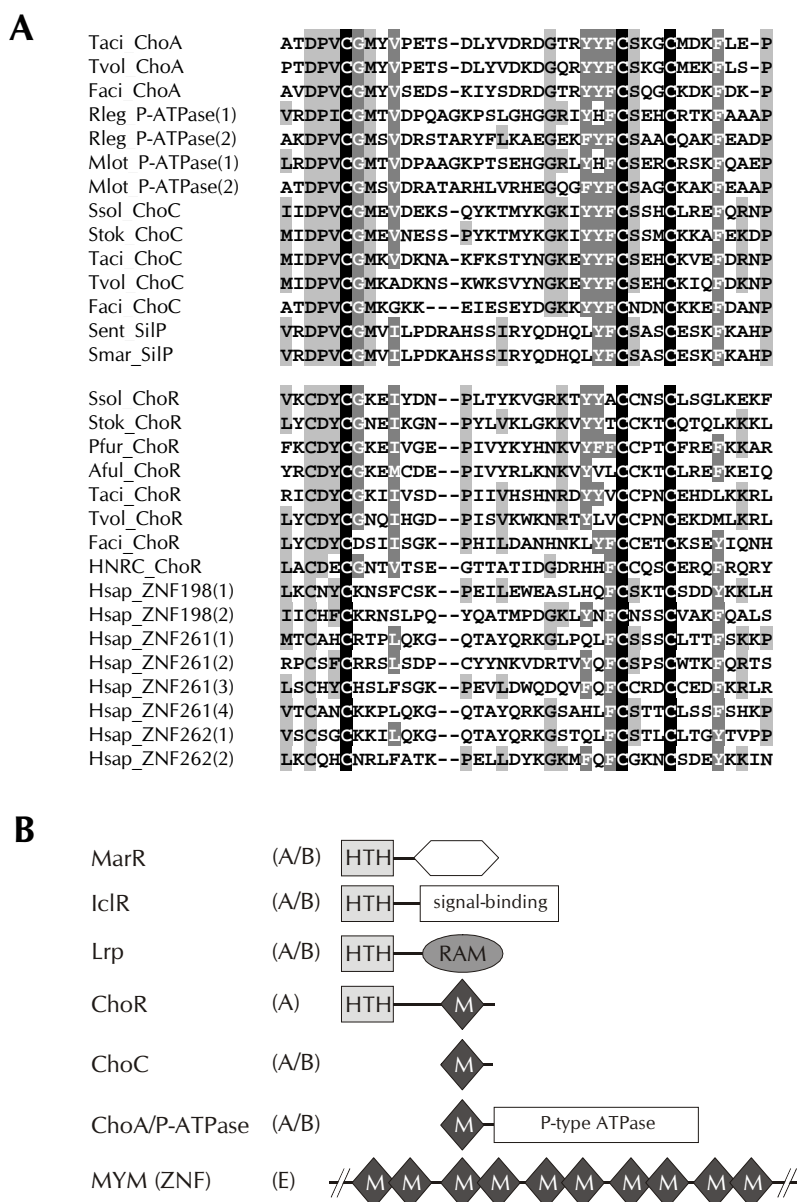 A
Taci ChoA ATDPVCGMYVPETS-DLYVDRDGTRYYFCSKGCMDKFLE-P
Tvol ChoA PTDPVCGMYVPETS-DLYVDKDGQRYYFCSKGCMEKFLS-P
Faci ChoA AVDPVCGMYVSEDS-KIYSDRDGTRYYFCSQGCKDKFDK-P
Rleg P-ATPase(1) VRDPICGMTVDPQAGKPSLGHGGRIYHFCSEHCRTKFAAAP
Rleg P-ATPase(2) AKDPVCGMSVDRSTARYFLKAEGEKFYFCSAACQAKFEADP
Mlot P-ATPase(1) LRDPVCGMTVDPAAGKPTSEHGGRLYHFCSERCRSKFQAEP
Mlot P-ATPase(2) ATDPVCGMSVDRATARHLVRHEGQGFYFCSAGCKAKFEAAP
Ssol ChoC IIDPVCGMEVDEKS-QYKTMYKGKIYYFCSSHCLREFQRNP
Stok ChoC MIDPVCGMEVNESS-PYKTMYKGKIYYFCSSMCKKAFEKDP
Taci ChoC MIDPVCGMKVDKNA-KFKSTYNGKEYYFCSEHCKVEFDRNP
Tvol ChoC MIDPVCGMKADKNS-KWKSVYNGKEYYFCSEHCKIQFDKNP
Faci ChoC ATDPVCGMKGKK---EIESEYDGKKYYFCNDNCKKEFDANP
Sent SilP VRDPVCGMVILPDRAHSSIRYQDHQLYFCSASCESKFKAHP
Smar_SilP VRDPVCGMVILPDKAHSSIRYQDHQLYFCSASCESKFKAHP
Ssol ChoR VKCDYCGKEIYDN--PLTYKVGRKTYYACCNSCLSGLKEKF
Stok_ChoR LYCDYCGNEIKGN--PYLVKLGKKVYYTCCKTCQTQLKKKL
Pfur_ChoR FKCDYCGKEIVGE--PIVYKYHNKVYFFCCPTCFREFKKAR
Aful_ChoR YRCDYCGKEMCDE--PIVYRLKNKVYVLCCKTCLREFKEIQ
Taci_ChoR RICDYCGKIIVSD--PIIVHSHNRDYYVCCPNCEHDLKKRL
Tvol_ChoR LYCDYCGNQIHGD--PISVKWKNRTYLVCCPNCEKDMLKRL
Faci_ChoR LYCDYCDSIISGK--PHILDANHNKLYFCCETCKSEYIQNH
HNRC_ChoR LACDECGNTVTSE--GTTATIDGDRHHFCCQSCERQFRQRY
Hsap_ZNF198(1) LKCNYCKNSFCSK--PEILEWEASLHQFCSKTCSDDYKKLH
Hsap_ZNF198(2) IICHFCKRNSLPQ--YQATMPDGKLYNFCNSSCVAKFQALS
Hsap_ZNF261(1) MTCAHCRTPLQKG--QTAYQRKGLPQLFCSSSCLTTFSKKP
Hsap_ZNF261(2) RPCSFCRRSLSDP--CYYNKVDRTVYQFCSPSCWTKFQRTS
Hsap_ZNF261(3) LSCHYCHSLFSGK--PEVLDWQDQVFQFCCRDCCEDFKRLR
Hsap_ZNF261(4) VTCANCKKPLQKG--QTAYQRKGSAHLFCSTTCLSSFSHKP
Hsap_ZNF262(1) VSCSGCKKILQKG--QTAYQRKGSTQLFCSTLCLTGYTVPP
Hsap_ZNF262(2) LKCQHCNRLFATK--PELLDYKGKMFQFCGKNCSDEYKKIN
B
MarR (A/B) HTH
IclR (A/B) HTH signal-binding
Lrp (A/B) HTH RAM
ChoR (A) HTH M
ChoC (A/B) M
ChoA/P-ATPase (A/B) M P-type ATPase
MYM (ZNF) (E) M M M M M M M M M M